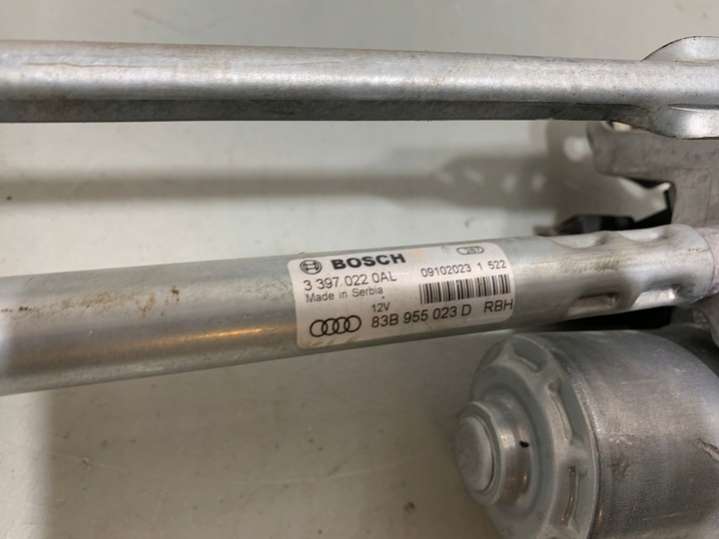 BOSCH
3 397 022 0AL 09102023 1 522
Made in Serbia
12V
83B 955 023 D RBH